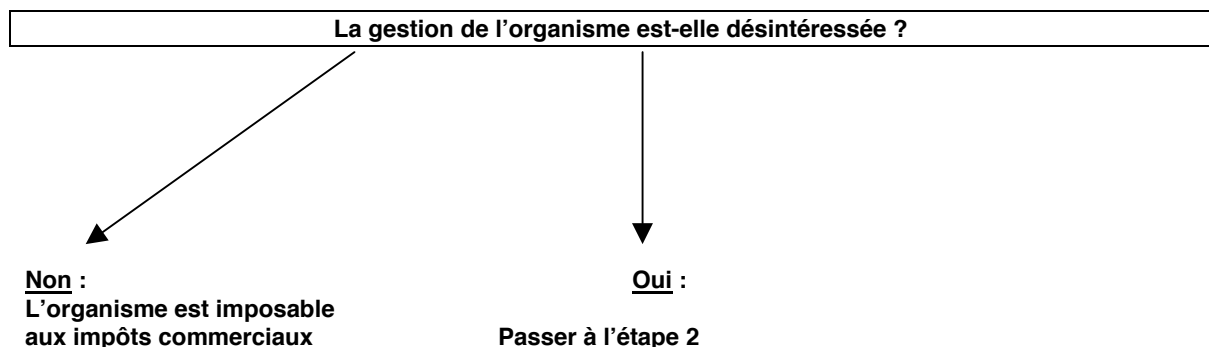 La gestion de l’organisme est-elle désintéressée ?
Non :
L’organisme est imposable
aux impôts commerciaux
Oui :
Passer à l’étape 2